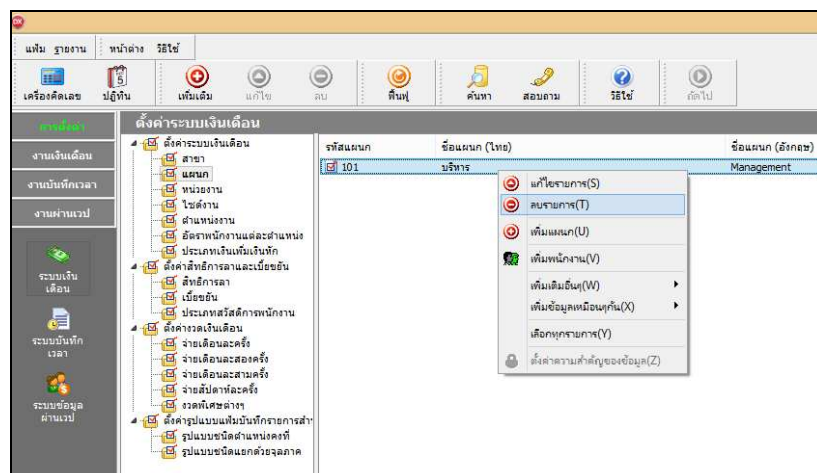 แฟ้ม ฐายงาน หน้าต่าง วิธีใช้
เครื่องคิดเลข ปฏิทิน เพิ่มเติม แก้ไข ลบ ฟื้นฟู ค้นหา สอบถาม วิธีใช้ ถัดไป
การตั้งค่า
งานเงินเดือน
งานบันทึกเวลา
งานผ่านเวป
ระบบเงินเดือน
ระบบบันทึกเวลา
ระบบข้อมูลผ่านเวป
ตั้งค่าระบบเงินเดือน
ตั้งค่าระบบเงินเดือน
สาขา
แผนก
หน่วยงาน
ไซด์งาน
ตำแหน่งงาน
อัตราพนักงานแต่ละตำแหน่ง
ประเภทเงินเพิ่มเงินหัก
ตั้งค่าสิทธิการลาและเบี้ยขยัน
สิทธิการลา
เบี้ยขยัน
ประเภทสวัสดิการพนักงาน
ตั้งค่างวดเงินเดือน
จ่ายเดือนละครั้ง
จ่ายเดือนละสองครั้ง
จ่ายเดือนละสามครั้ง
จ่ายสัปดาห์ละครั้ง
งวดพิเศษต่างๆ
ตั้งค่ารูปแบบแฟ้มบันทึกรายการสำ
รูปแบบชนิดตำแหน่งคงที่
รูปแบบชนิดแยกด้วยจุลภาค
รหัสแผนก ชื่อแผนก (ไทย) ชื่อแผนก (อังกฤษ)
101 บริหาร Management
แก้ไขรายการ(S)
ลบรายการ(T)
เพิ่มแผนก(U)
เพิ่มพนักงาน(V)
เพิ่มเติมอื่นๆ(W)
เพิ่มข้อมูลเหมือนๆกัน(X)
เลือกทุกรายการ(Y)
ตั้งค่าความสำคัญของข้อมูล(Z)